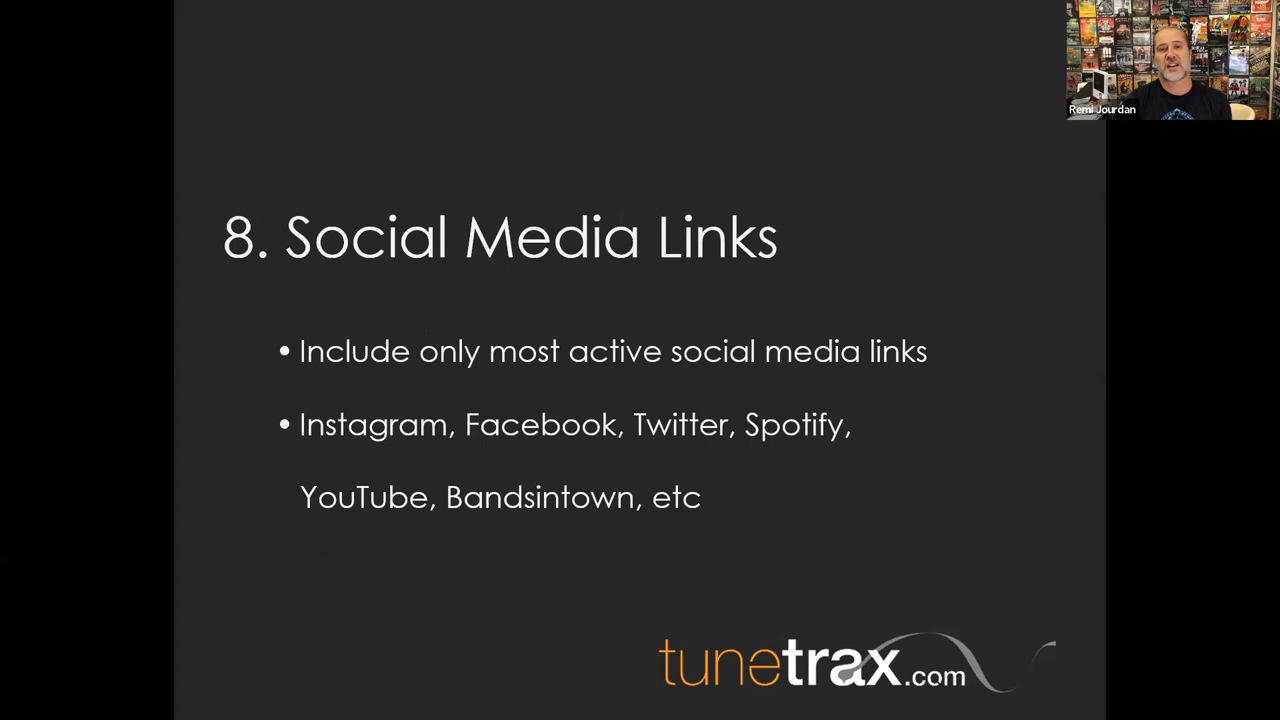 Remi Jourdan
8. Social Media Links
• Include only most active social media links
• Instagram, Facebook, Twitter, Spotify,
YouTube, Bandsintown, etc
tunetrax.com